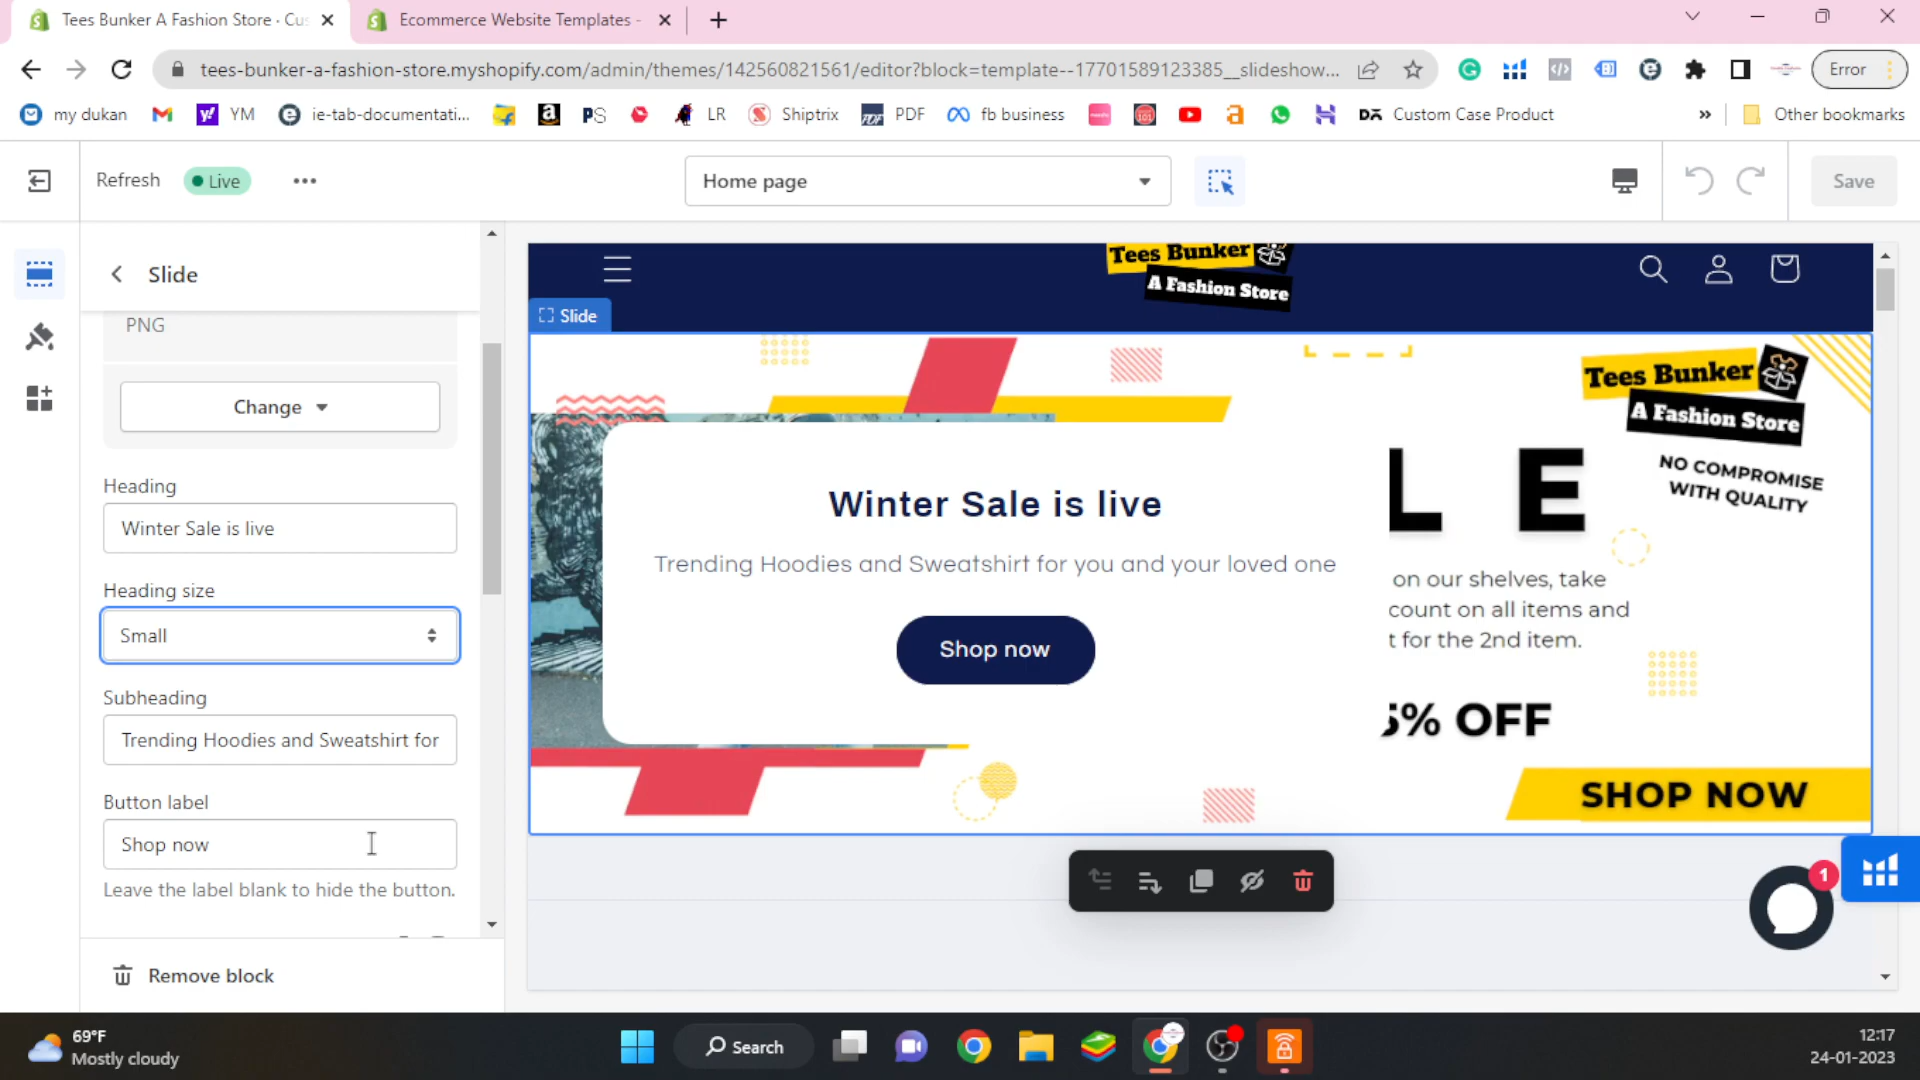 Tees Bunker A Fashion Store · Cus
Ecommerce Website Templates -
tees-bunker-a-fashion-store.myshopify.com/admin/themes/142560821561/editor?block=template--17701589123385__slideshow...
Error
my dukan
YM
ie-tab-documentati...
PS
LR
Shiptrix
PDF
fb business
Custom Case Product
»
Other bookmarks
Refresh
Live
Home page
Save
Slide
PNG
Change
Heading
Winter Sale is live
Heading size
Small
Subheading
Trending Hoodies and Sweatshirt for
Button label
Shop now
Leave the label blank to hide the button.
Remove block
Tees Bunker
A Fashion Store
Slide
Tees Bunker
A Fashion Store
NO COMPROMISE
WITH QUALITY
Winter Sale is live
Trending Hoodies and Sweatshirt for you and your loved one
Shop now
L E
on our shelves, take
count on all items and
t for the 2nd item.
5% OFF
SHOP NOW
1
69°F
Mostly cloudy
Search
12:17
24-01-2023